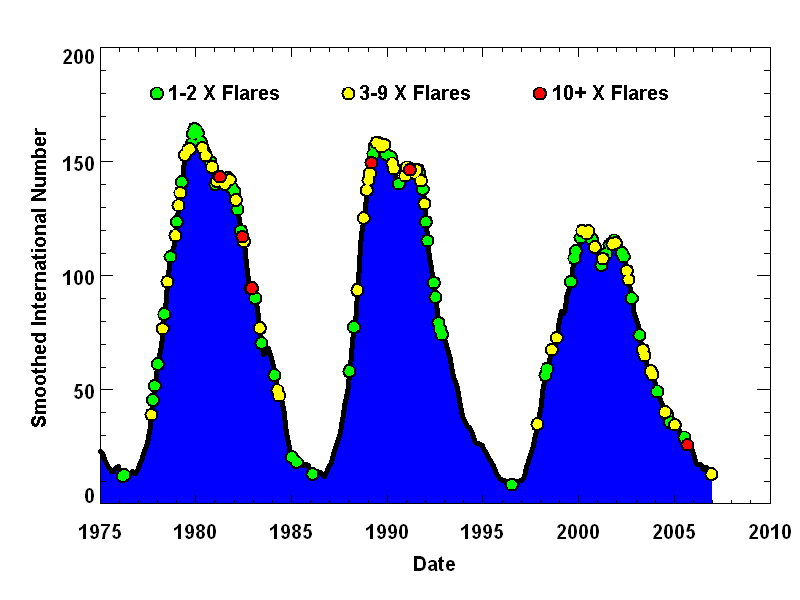 200
1-2 X Flares 3-9 X Flares 10+ X Flares
150
Smoothed International Number
100
50
0
1975 1980 1985 1990 1995 2000 2005 2010
Date